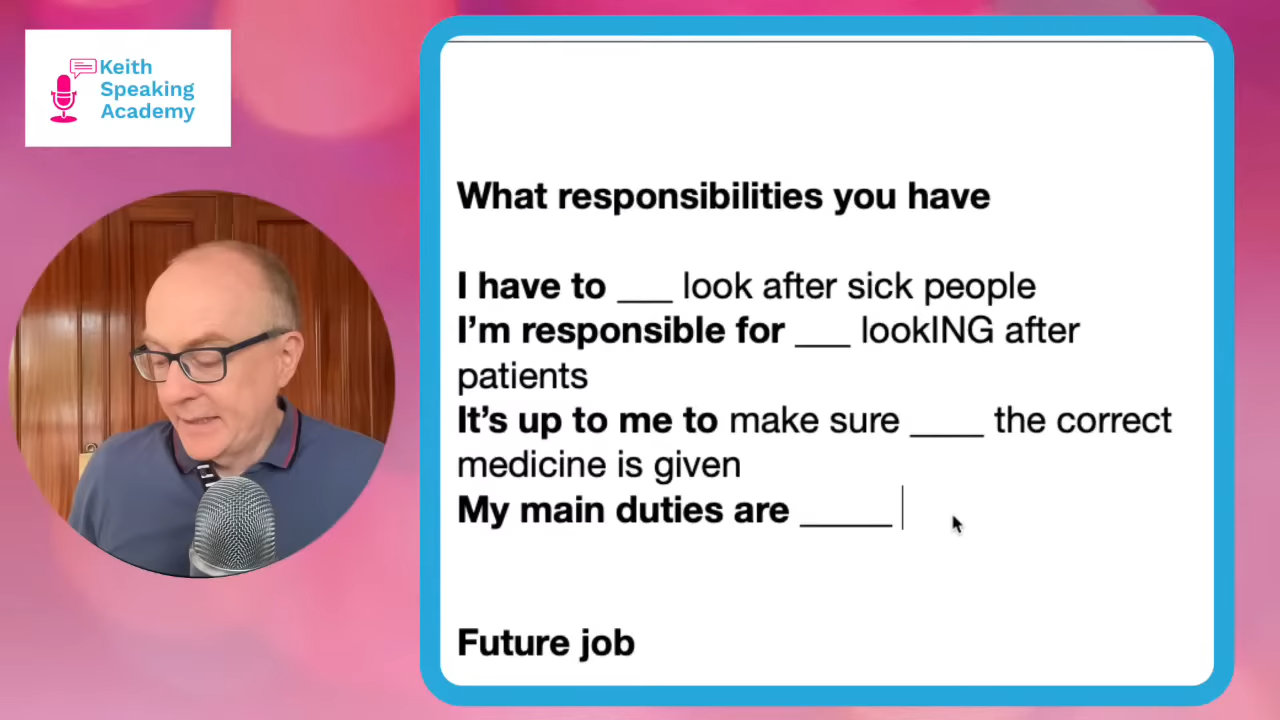 Keith
Speaking
Academy
What responsibilities you have
I have to ___ look after sick people
I'm responsible for ___ lookING after
patients
It's up to me to make sure ____ the correct
medicine is given
My main duties are _____
Future job